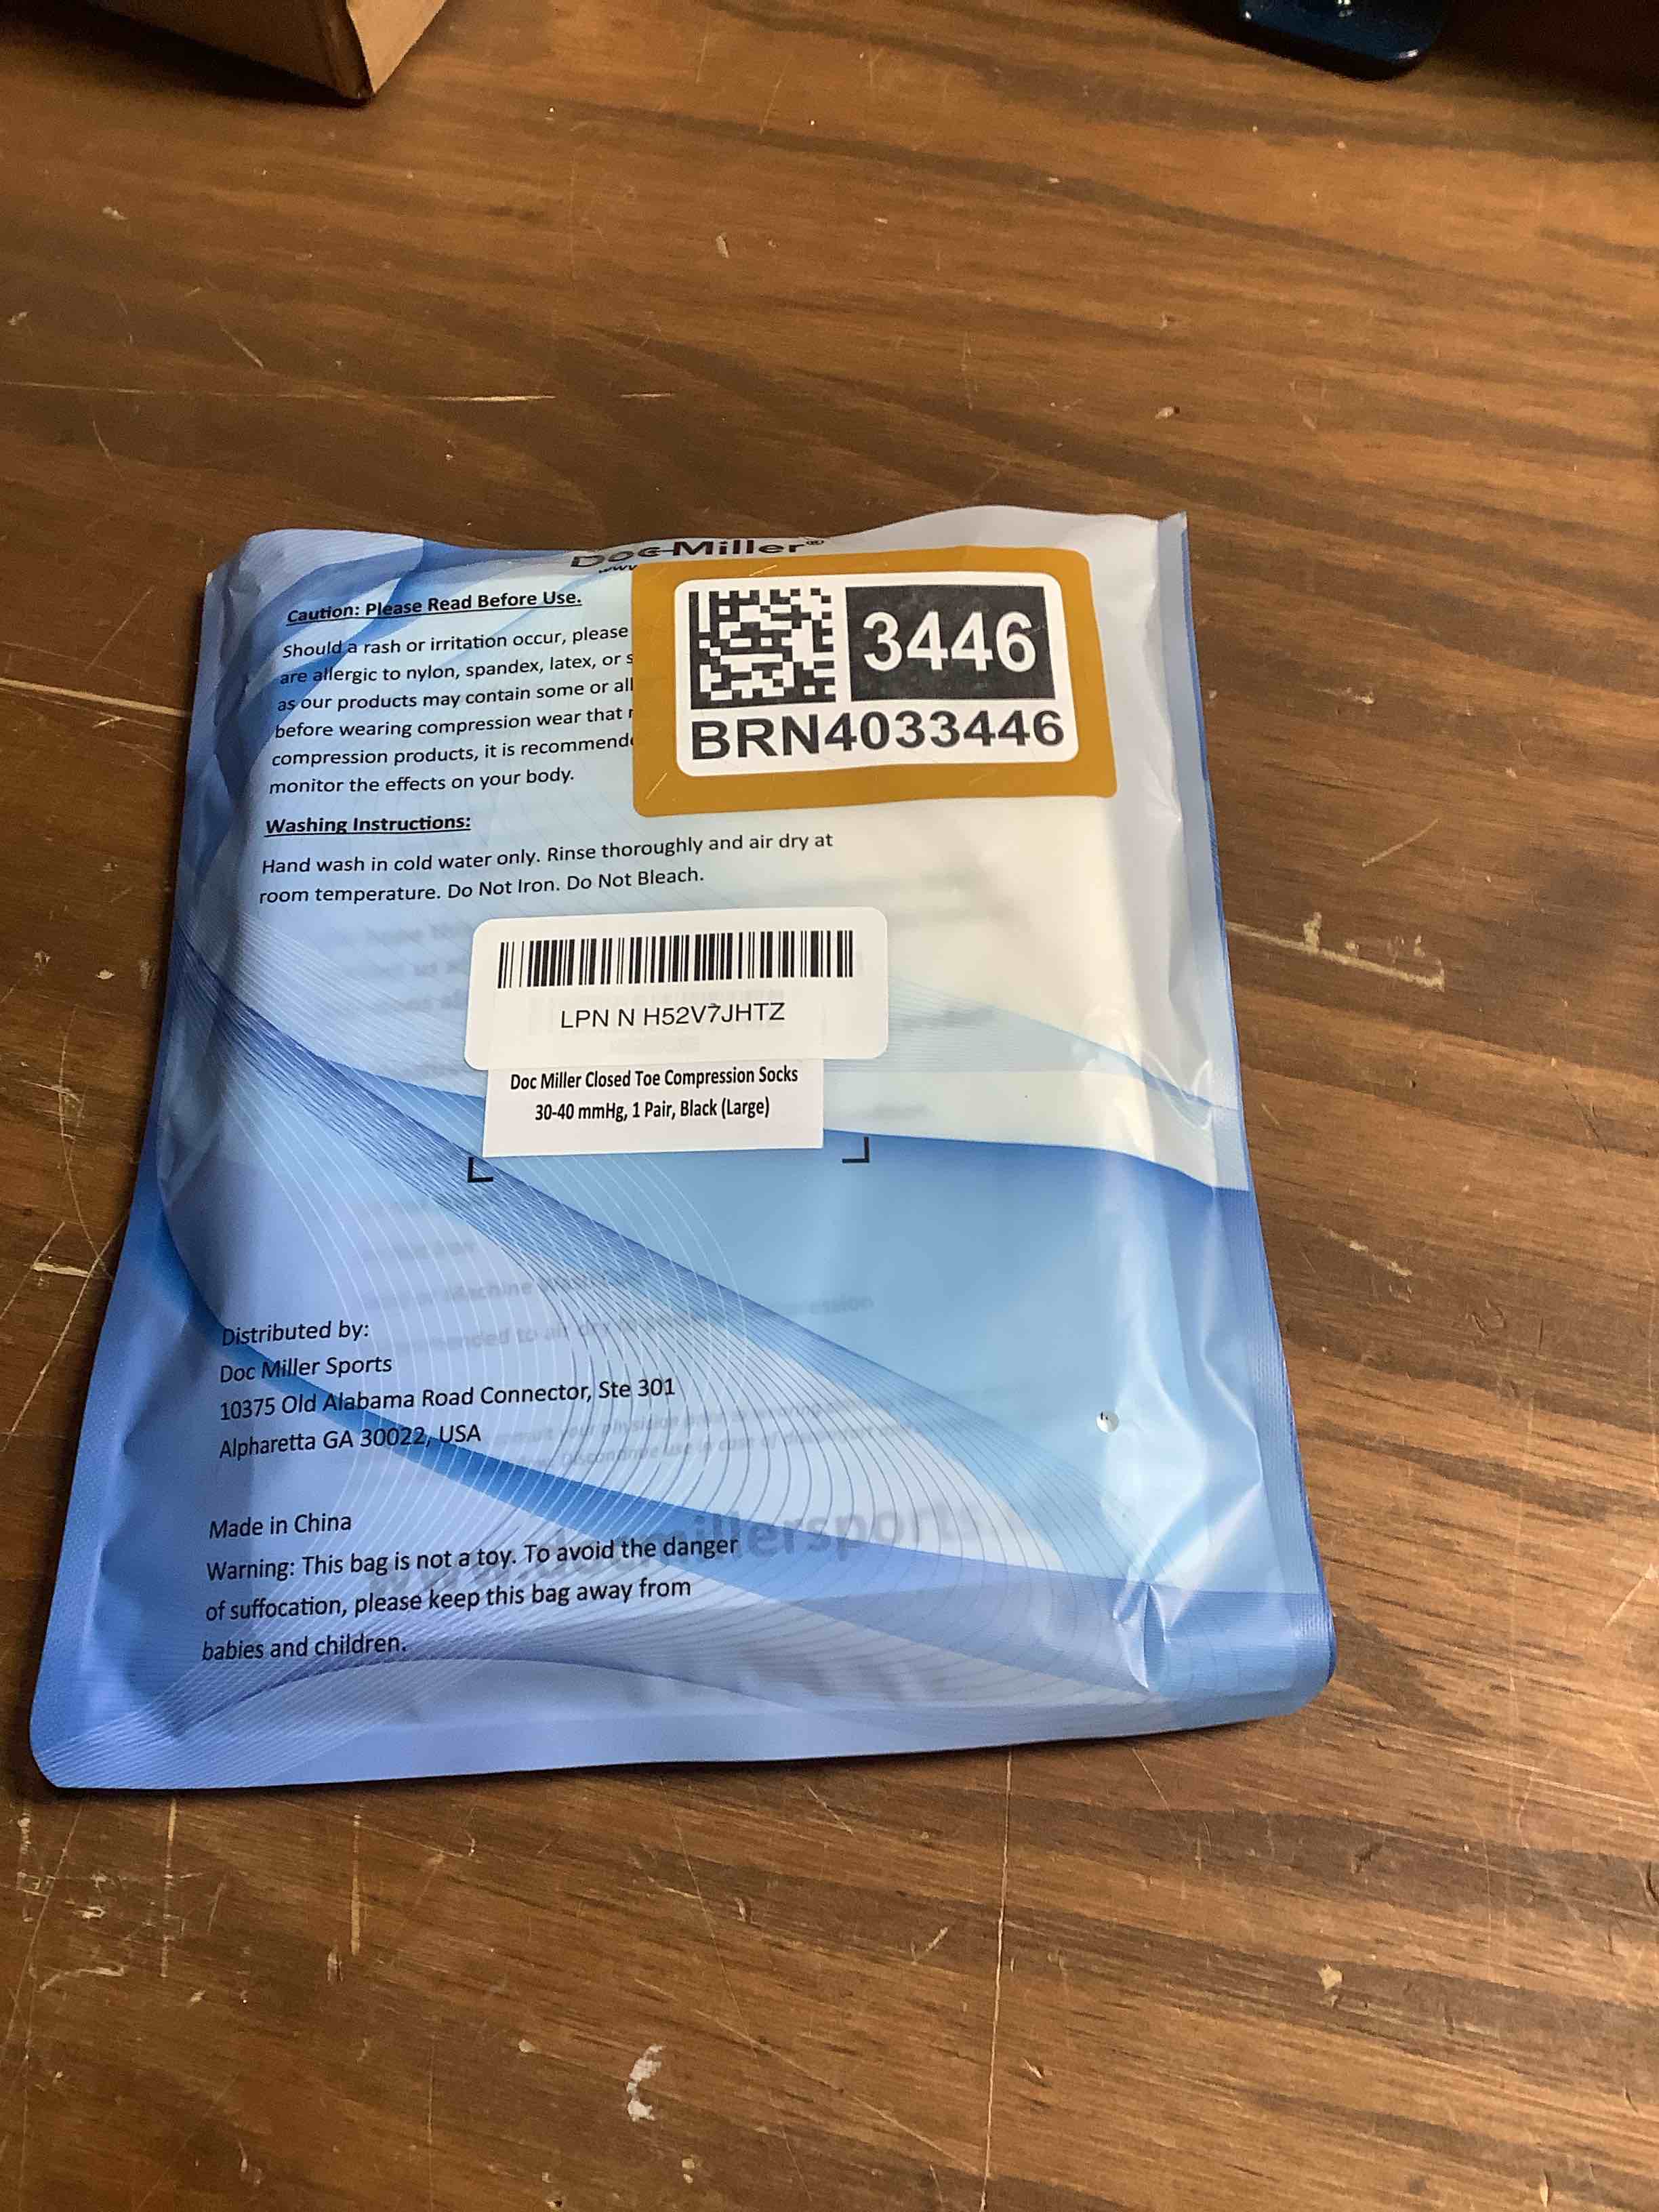 Doc Miller®
www
Caution: Please Read Before Use.
Should a rash or irritation occur, please
are allergic to nylon, spandex, latex, or s
as our products may contain some or all
before wearing compression wear that
compression products, it is recommend
monitor the effects on your body.
3446
BRN4033446
Washing Instructions:
Hand wash in cold water only. Rinse thoroughly and air dry at
room temperature. Do Not Iron. Do Not Bleach.
LPN N H52V7JHTZ
Doc Miller Closed Toe Compression Socks
30-40 mmHg, 1 Pair, Black (Large)
Distributed by:
Doc Miller Sports
10375 Old Alabama Road Connector, Ste 301
Alpharetta GA 30022, USA
Made in China
Warning: This bag is not a toy. To avoid the danger
of suffocation, please keep this bag away from
babies and children.